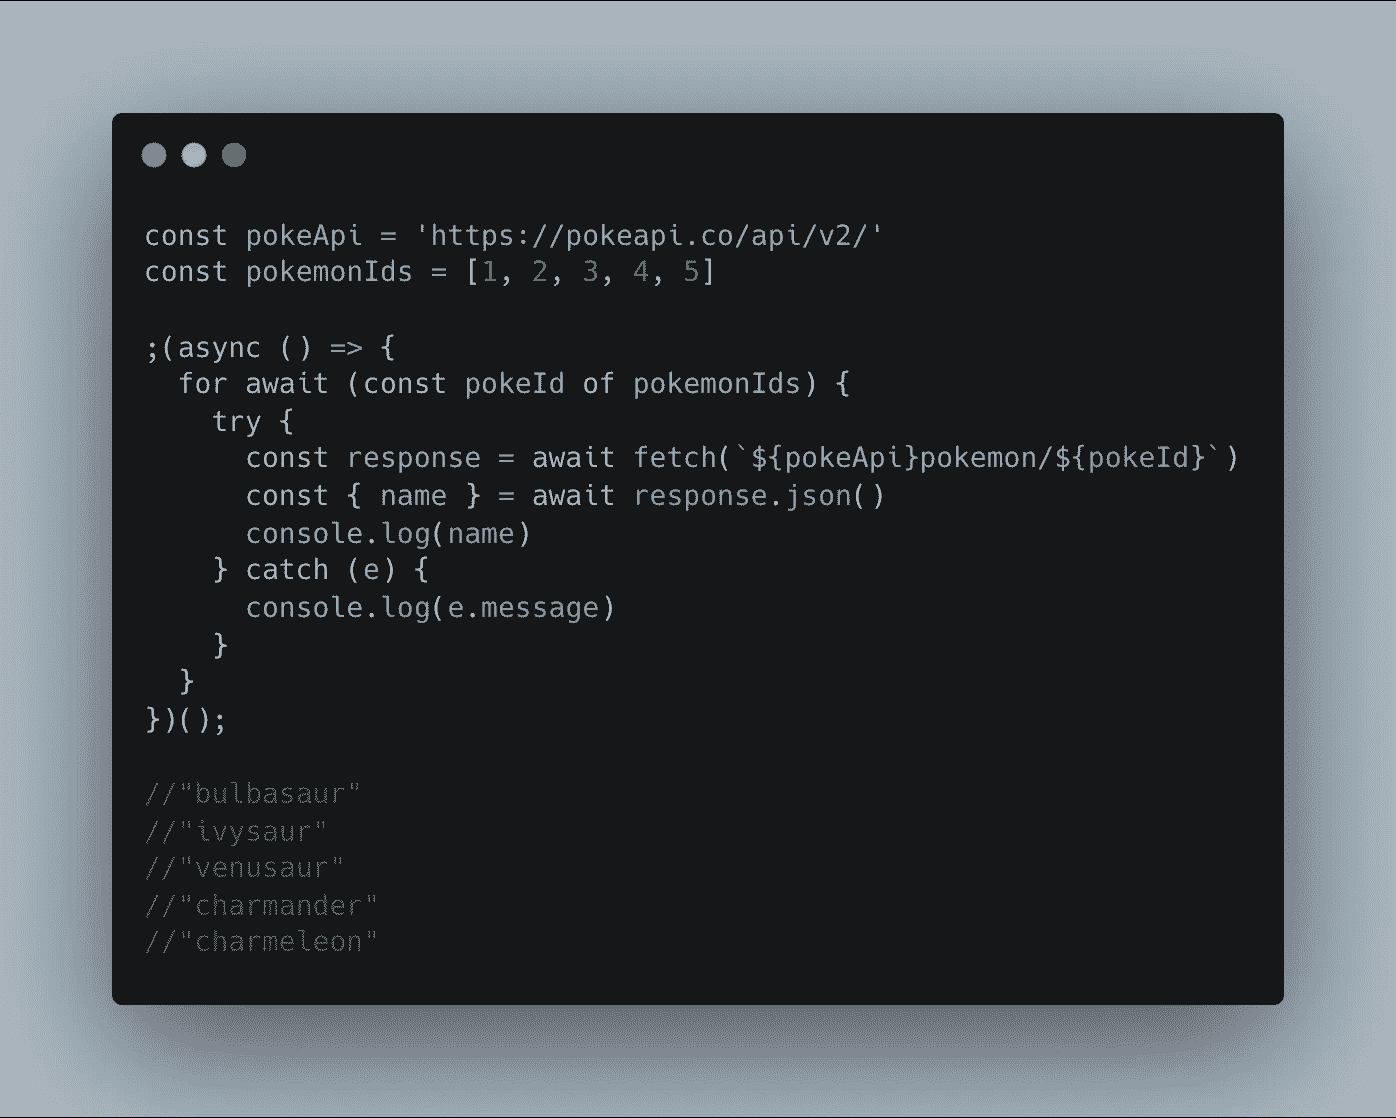 const pokeApi = 'https://pokeapi.co/api/v2/'
const pokemonIds = [1, 2, 3, 4, 5]

;(async () => {
  for await (const pokeId of pokemonIds) {
    try {
      const response = await fetch(`${pokeApi}pokemon/${pokeId}`)
      const { name } = await response.json()
      console.log(name)
    } catch (e) {
      console.log(e.message)
    }
  }
})();

//"bulbasaur"
//"ivysaur"
//"venusaur"
//"charmander"
//"charmeleon"